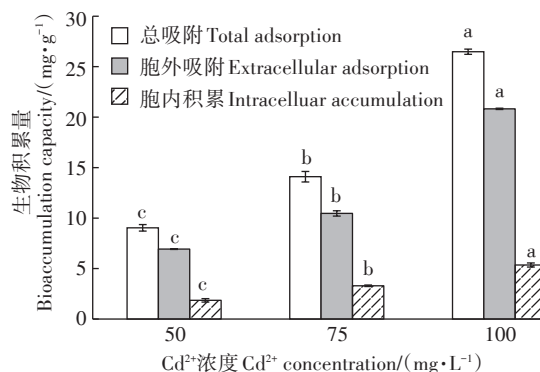 生物积累量
Bioaccumulation capacity/(mg·g⁻¹)
30
25
20
15
10
5
0
总吸附 Total adsorption
胞外吸附 Extracellular adsorption
胞内积累 Intracelluar accumulation
c
c
c
b
b
b
a
a
a
50
75
100
Cd²⁺浓度 Cd²⁺ concentration/(mg·L⁻¹)